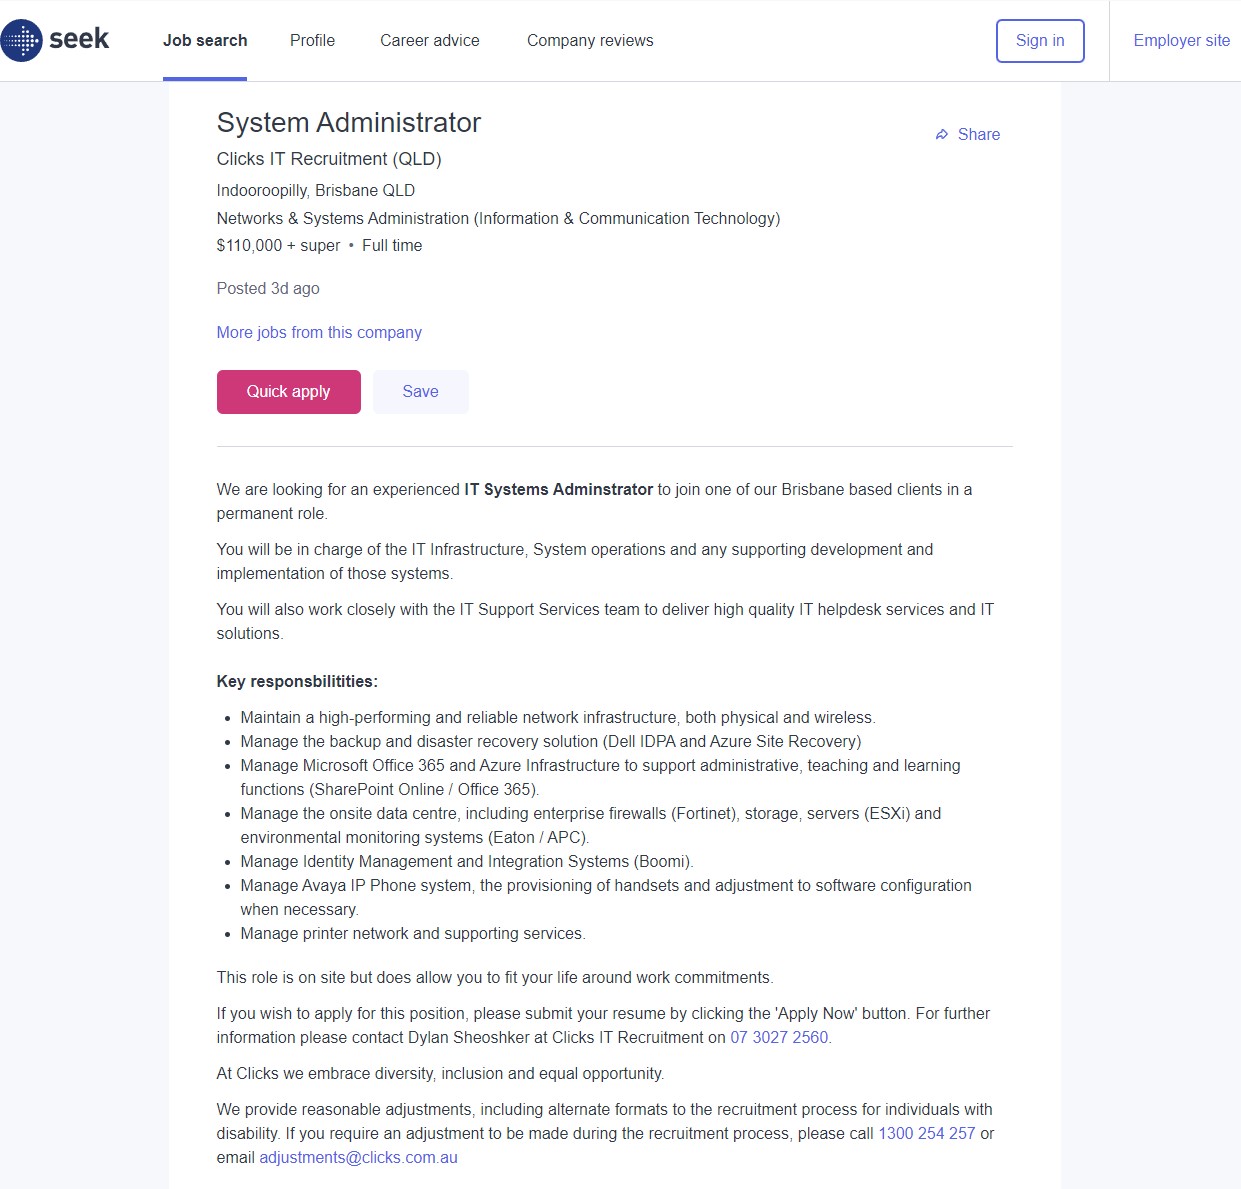 seek
Job search
Profile
Career advice
Company reviews
Sign in
Employer site
System Administrator
Share
Clicks IT Recruitment (QLD)
Indooroopilly, Brisbane QLD
Networks & Systems Administration (Information & Communication Technology)
$110,000 + super • Full time
Posted 3d ago
More jobs from this company
Quick apply
Save
We are looking for an experienced IT Systems Adminstrator to join one of our Brisbane based clients in a
permanent role.
You will be in charge of the IT Infrastructure, System operations and any supporting development and
implementation of those systems.
You will also work closely with the IT Support Services team to deliver high quality IT helpdesk services and IT
solutions.
Key responsbilitities:
• Maintain a high-performing and reliable network infrastructure, both physical and wireless.
• Manage the backup and disaster recovery solution (Dell IDPA and Azure Site Recovery)
• Manage Microsoft Office 365 and Azure Infrastructure to support administrative, teaching and learning
functions (SharePoint Online / Office 365).
• Manage the onsite data centre, including enterprise firewalls (Fortinet), storage, servers (ESXi) and
environmental monitoring systems (Eaton / APC).
• Manage Identity Management and Integration Systems (Boomi).
• Manage Avaya IP Phone system, the provisioning of handsets and adjustment to software configuration
when necessary.
• Manage printer network and supporting services.
This role is on site but does allow you to fit your life around work commitments.
If you wish to apply for this position, please submit your resume by clicking the 'Apply Now' button. For further
information please contact Dylan Sheoshker at Clicks IT Recruitment on 07 3027 2560.
At Clicks we embrace diversity, inclusion and equal opportunity.
We provide reasonable adjustments, including alternate formats to the recruitment process for individuals with
disability. If you require an adjustment to be made during the recruitment process, please call 1300 254 257 or
email adjustments@clicks.com.au